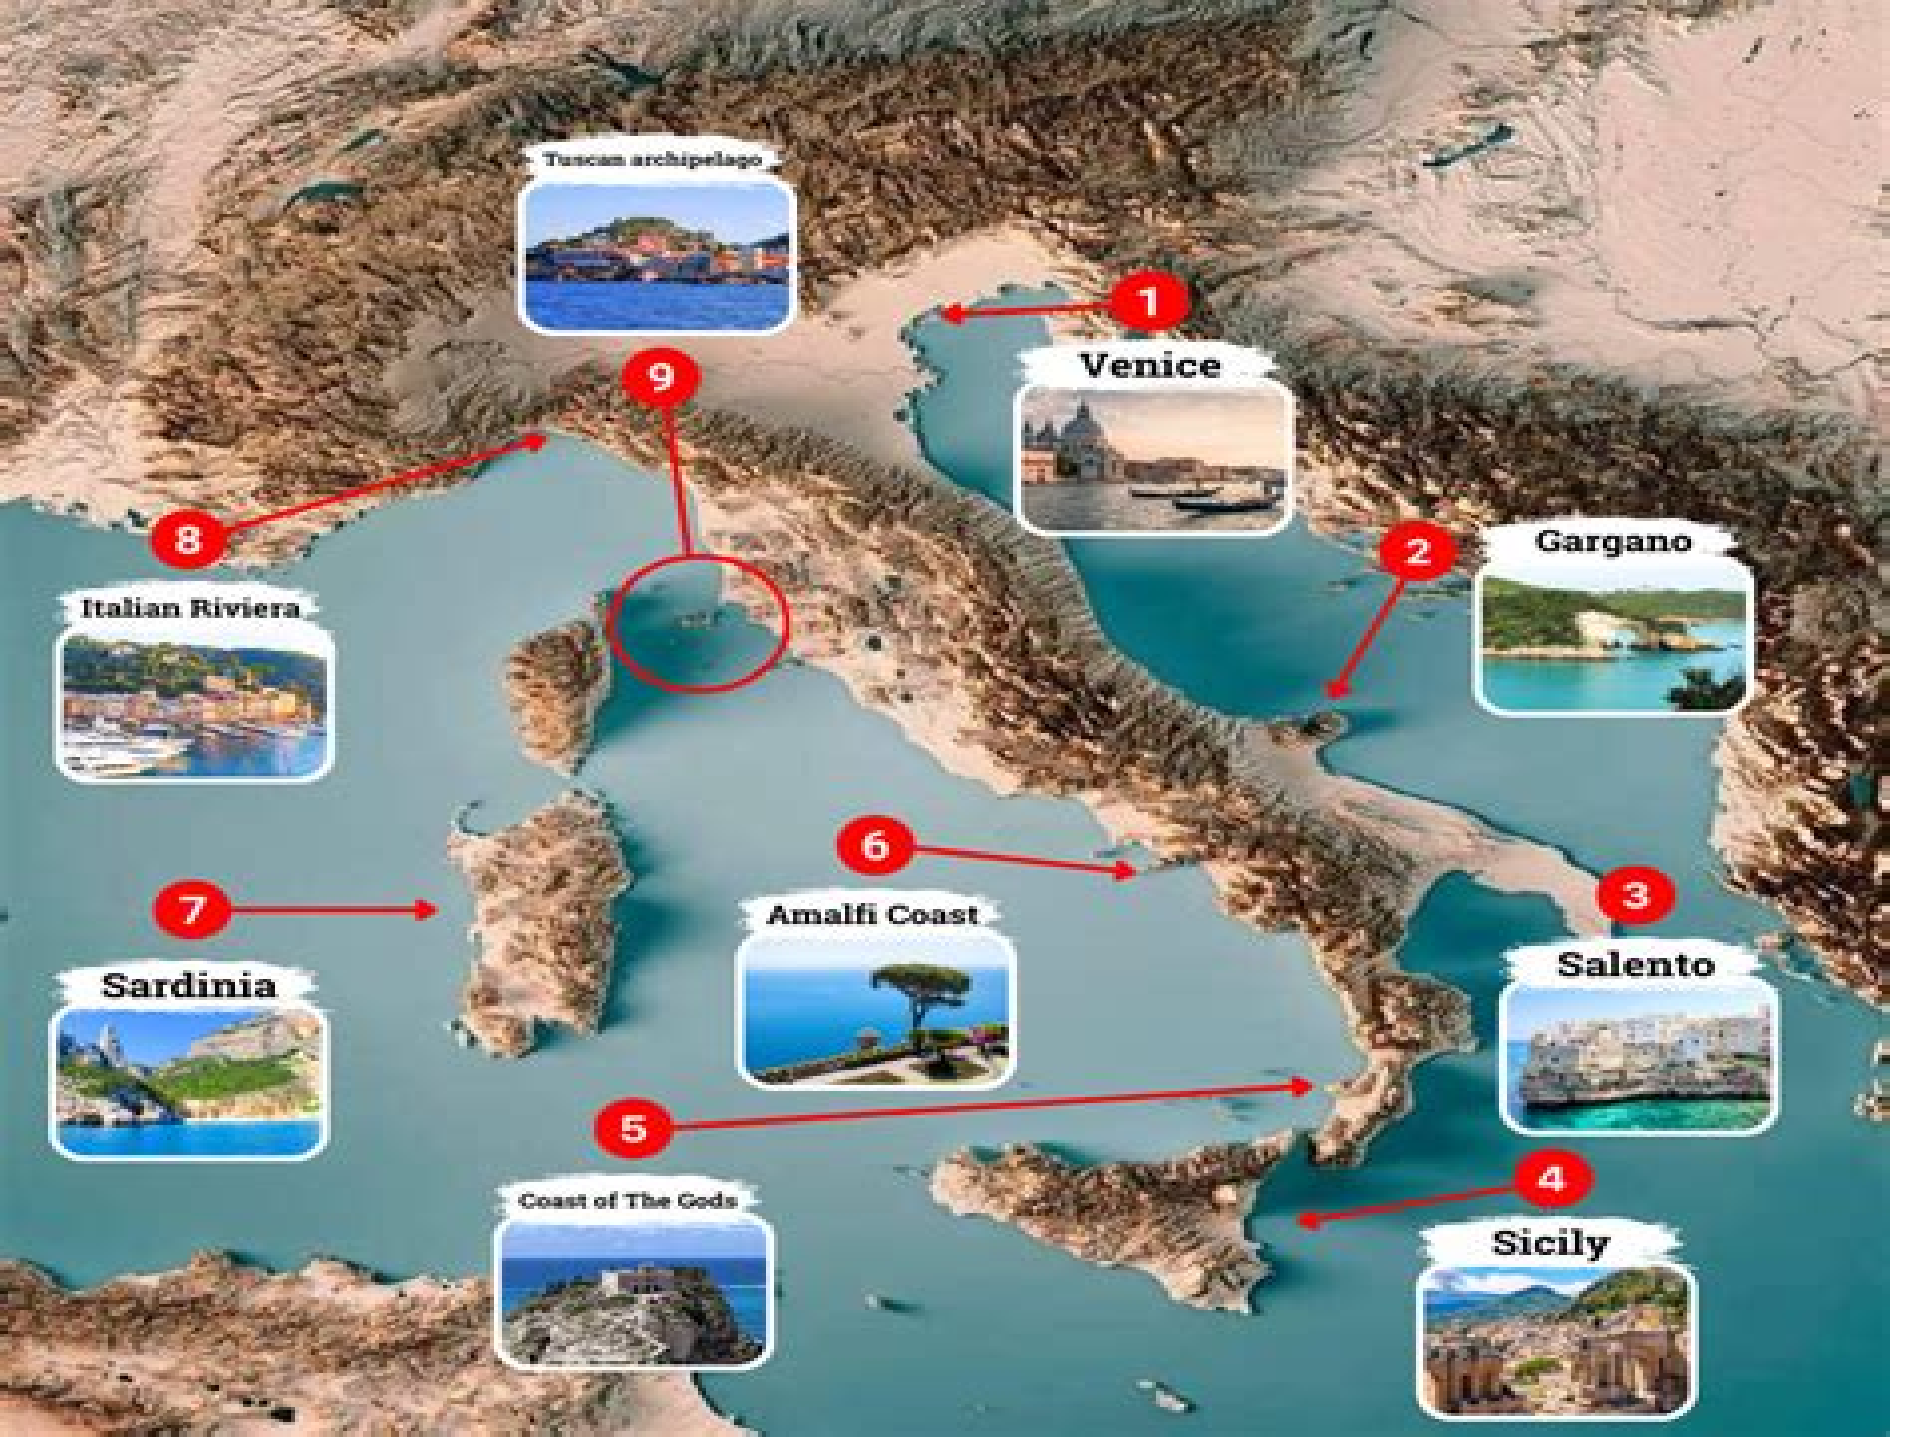 Tuscan archipelago
1
9
Venice
8
2
Gargano
Italian Riviera
6
3
7
Amalfi Coast
Salento
Sardinia
5
4
Coast of The Gods
Sicily